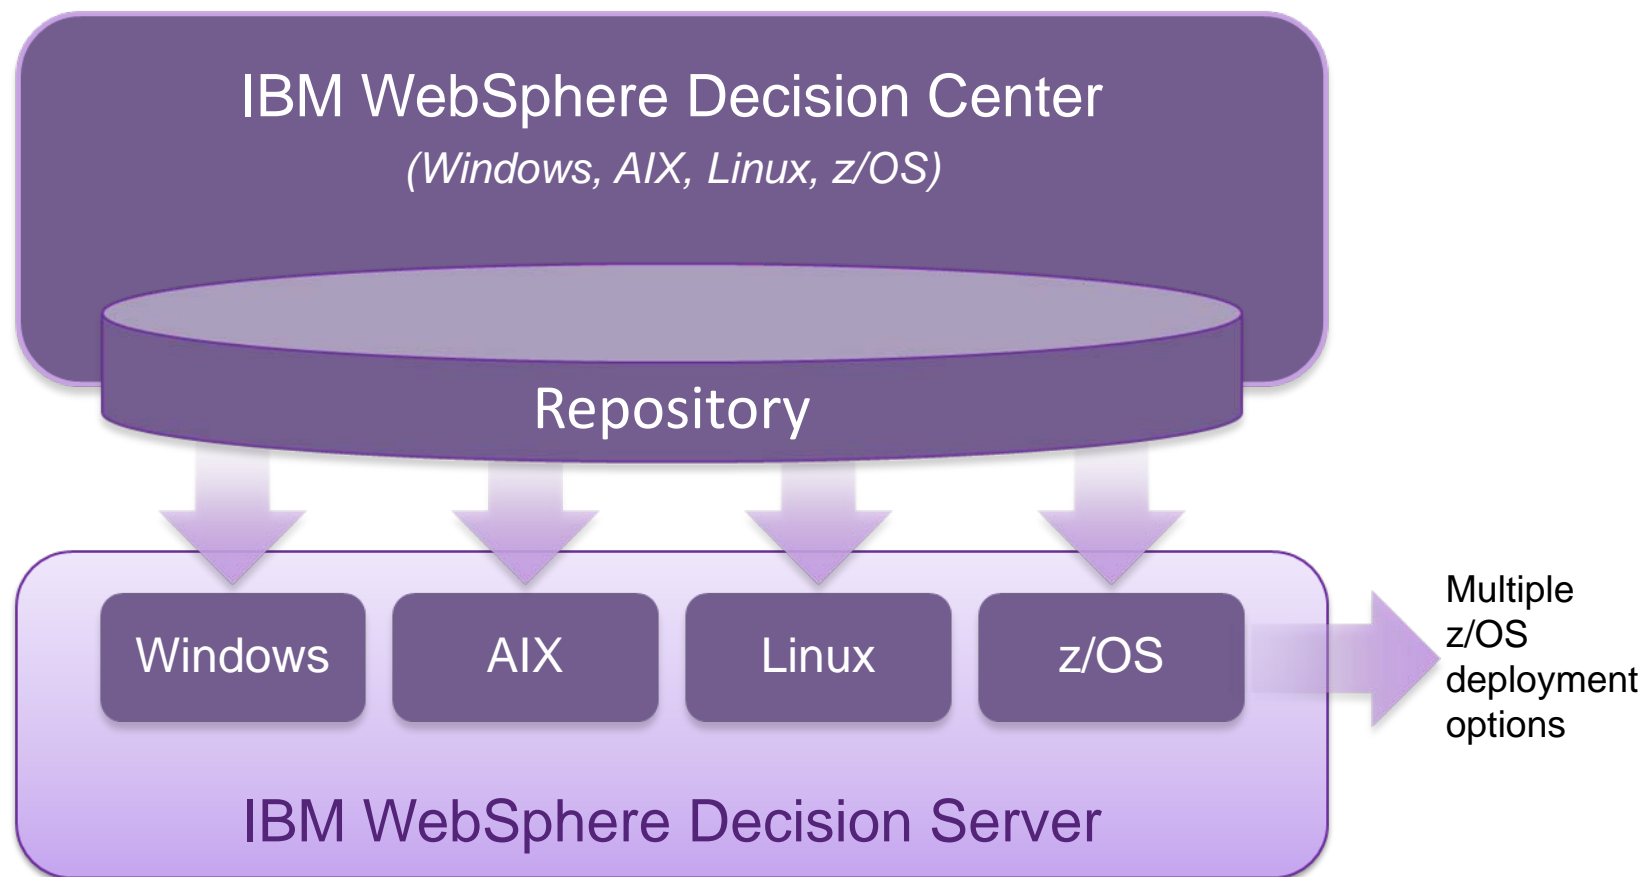 IBM WebSphere Decision Center
(Windows, AIX, Linux, z/OS)
Repository
Windows
AIX
Linux
z/OS
Multiple
z/OS
deployment
options
IBM WebSphere Decision Server